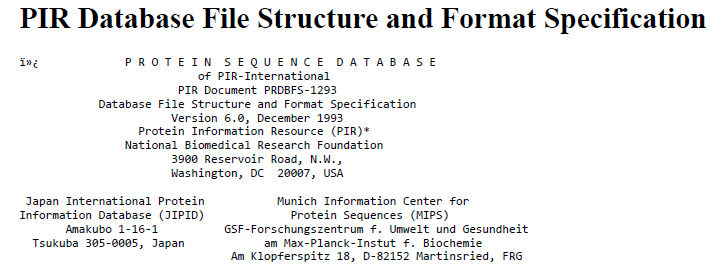 PIR Database File Structure and Format Specification
ï»¿ P R O T E I N S E Q U E N C E D A T A B A S E
of PIR-International
PIR Document PRDBFS-1293
Database File Structure and Format Specification
Version 6.0, December 1993
Protein Information Resource (PIR)*
National Biomedical Research Foundation
3900 Reservoir Road, N.W.,
Washington, DC 20007, USA
Japan International Protein Munich Information Center for
Information Database (JIPID) Protein Sequences (MIPS)
Amakubo 1-16-1 GSF-Forschungszentrum f. Umwelt und Gesundheit
Tsukuba 305-0005, Japan am Max-Planck-Instut f. Biochemie
Am Klopferspitz 18, D-82152 Martinsried, FRG